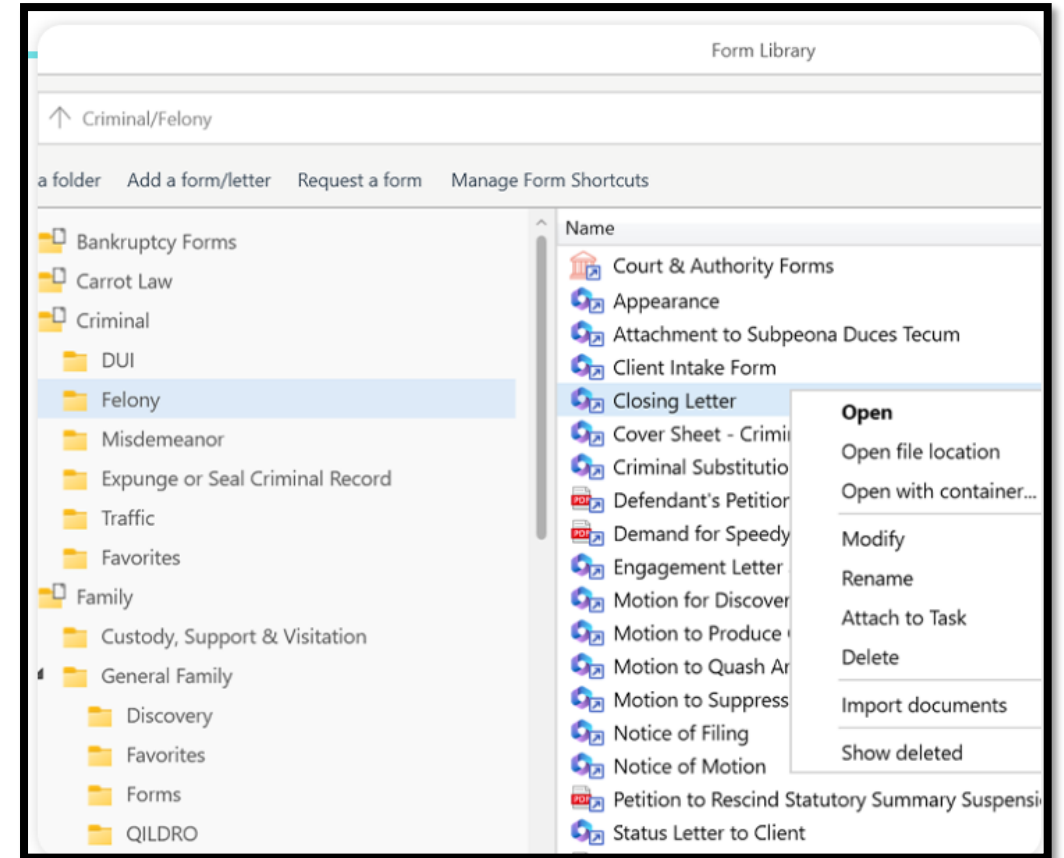 Form Library
Criminal/Felony
a folder Add a form/letter Request a form Manage Form Shortcuts
Bankruptcy Forms
Carrot Law
Criminal
DUI
Felony
Misdemeanor
Expunge or Seal Criminal Record
Traffic
Favorites
Family
Custody, Support & Visitation
General Family
Discovery
Favorites
Forms
QILDRO
Name
Court & Authority Forms
Appearance
Attachment to Subpeona Duces Tecum
Client Intake Form
Closing Letter
Cover Sheet - Crimi
Criminal Substitutio
PDF Defendant's Petition
PDF Demand for Speedy
Engagement Letter
Motion for Discover
Motion to Produce
Motion to Quash Ar
Motion to Suppress
Notice of Filing
Notice of Motion
PDF Petition to Rescind Statutory Summary Suspensi
Status Letter to Client
Open
Open file location
Open with container...
Modify
Rename
Attach to Task
Delete
Import documents
Show deleted